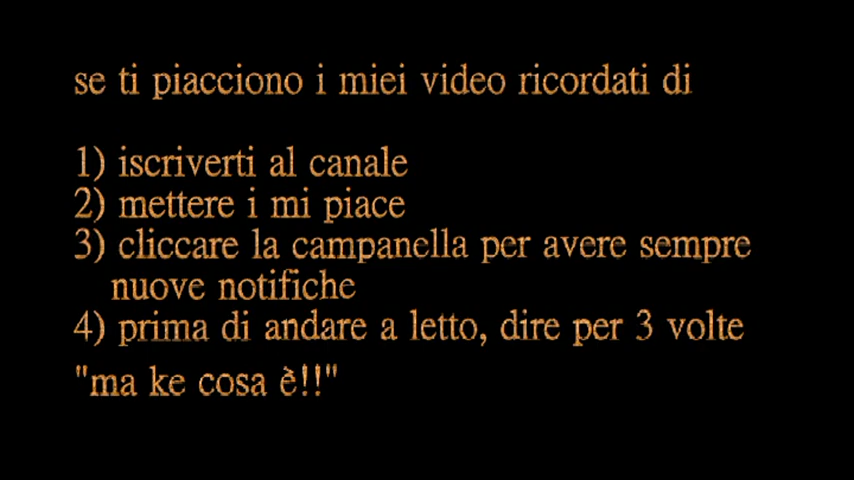 se ti piacciono i miei video ricordati di
1) iscriverti al canale
2) mettere i mi piace
3) cliccare la campanella per avere sempre
nuove notifiche
4) prima di andare a letto, dire per 3 volte
"ma ke cosa è!!"